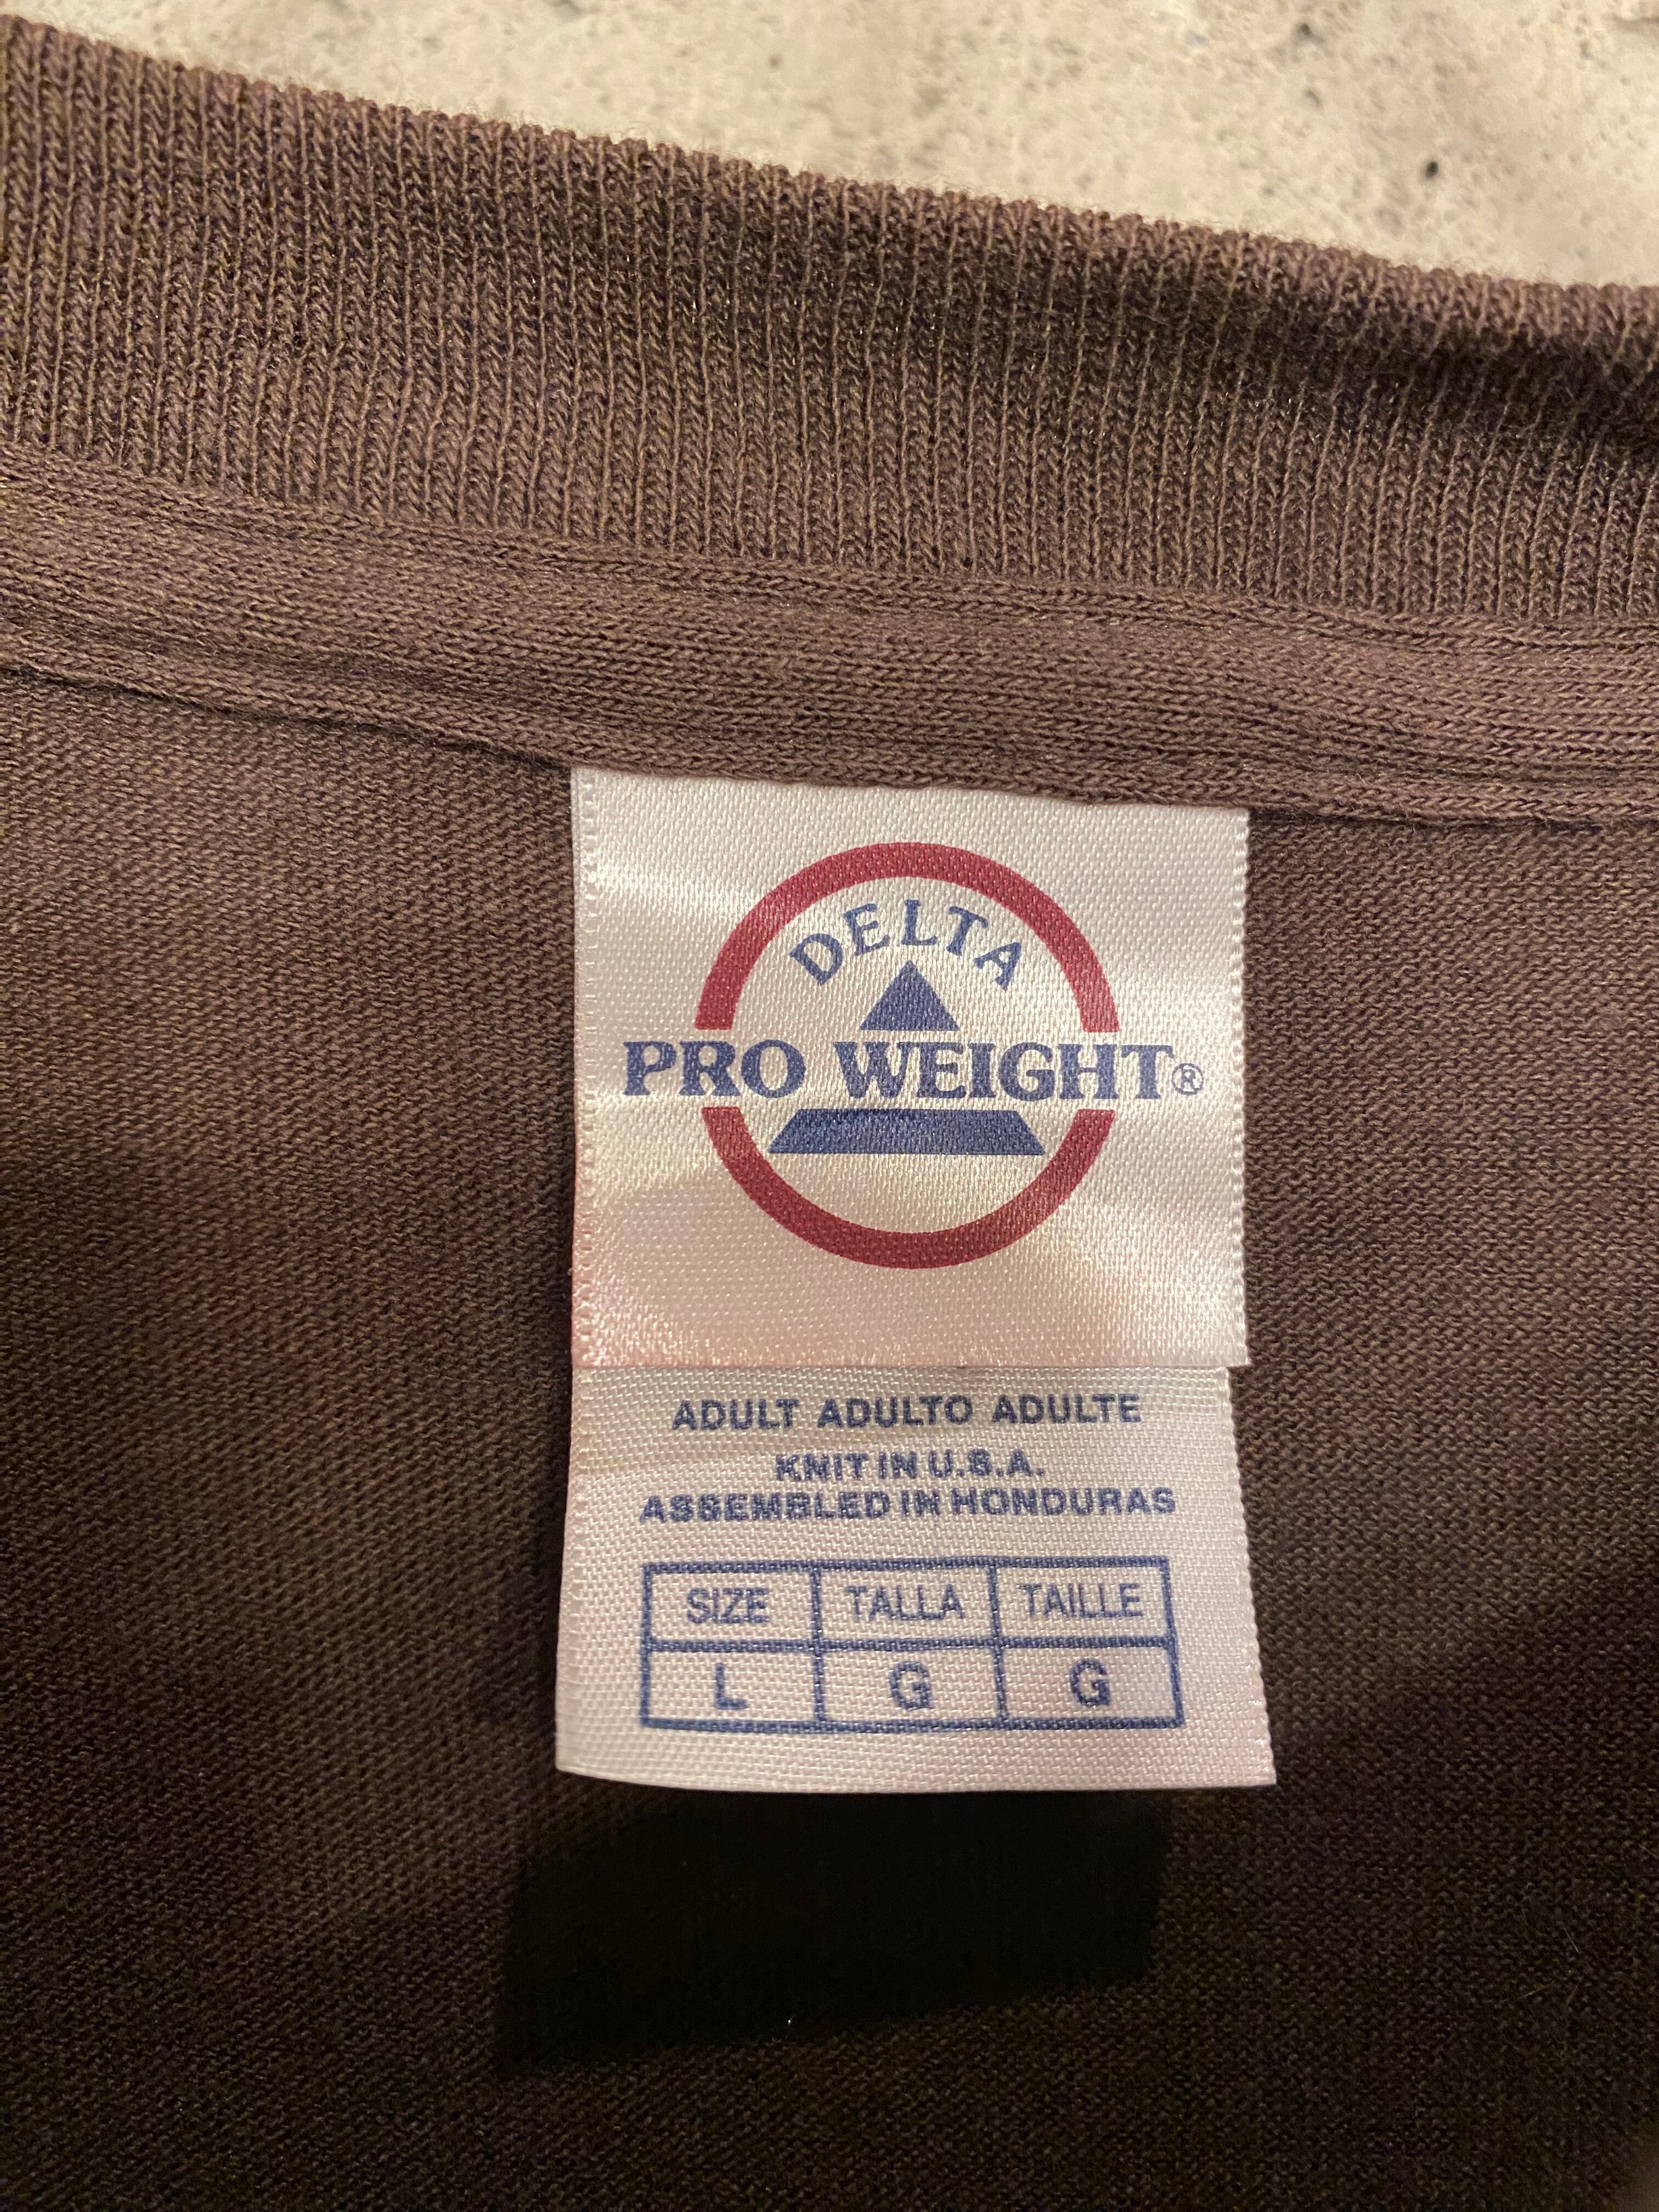 DELTA
PRO WEIGHT®
ADULT ADULTO ADULTE
KNIT IN U.S.A.
ASSEMBLED IN HONDURAS
SIZE TALLA TAILLE
L G G